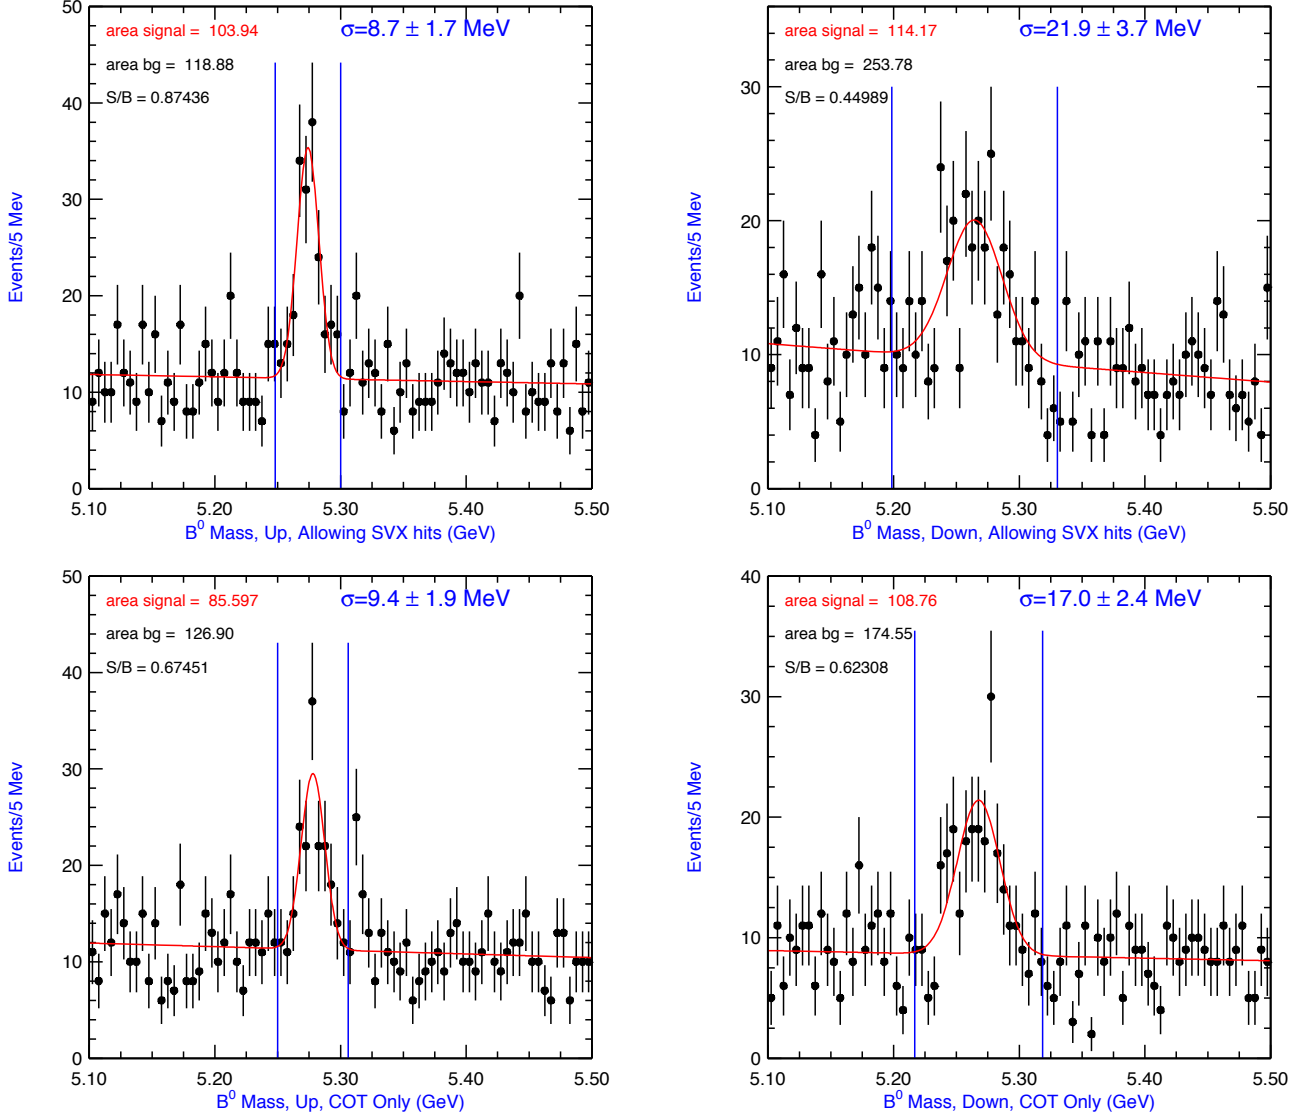 50
40
30
20
10
0
5.10
5.20
5.30
5.40
5.50
Events/5 Mev
area signal = 103.94
area bg = 118.88
S/B = 0.87436
σ=8.7 ± 1.7 MeV
B⁰ Mass, Up, Allowing SVX hits (GeV)
30
20
10
0
5.10
5.20
5.30
5.40
5.50
Events/5 Mev
area signal = 114.17
area bg = 253.78
S/B = 0.44989
σ=21.9 ± 3.7 MeV
B⁰ Mass, Down, Allowing SVX hits (GeV)
50
40
30
20
10
0
5.10
5.20
5.30
5.40
5.50
Events/5 Mev
area signal = 85.597
area bg = 126.90
S/B = 0.67451
σ=9.4 ± 1.9 MeV
B⁰ Mass, Up, COT Only (GeV)
40
30
20
10
0
5.10
5.20
5.30
5.40
5.50
Events/5 Mev
area signal = 108.76
area bg = 174.55
S/B = 0.62308
σ=17.0 ± 2.4 MeV
B⁰ Mass, Down, COT Only (GeV)